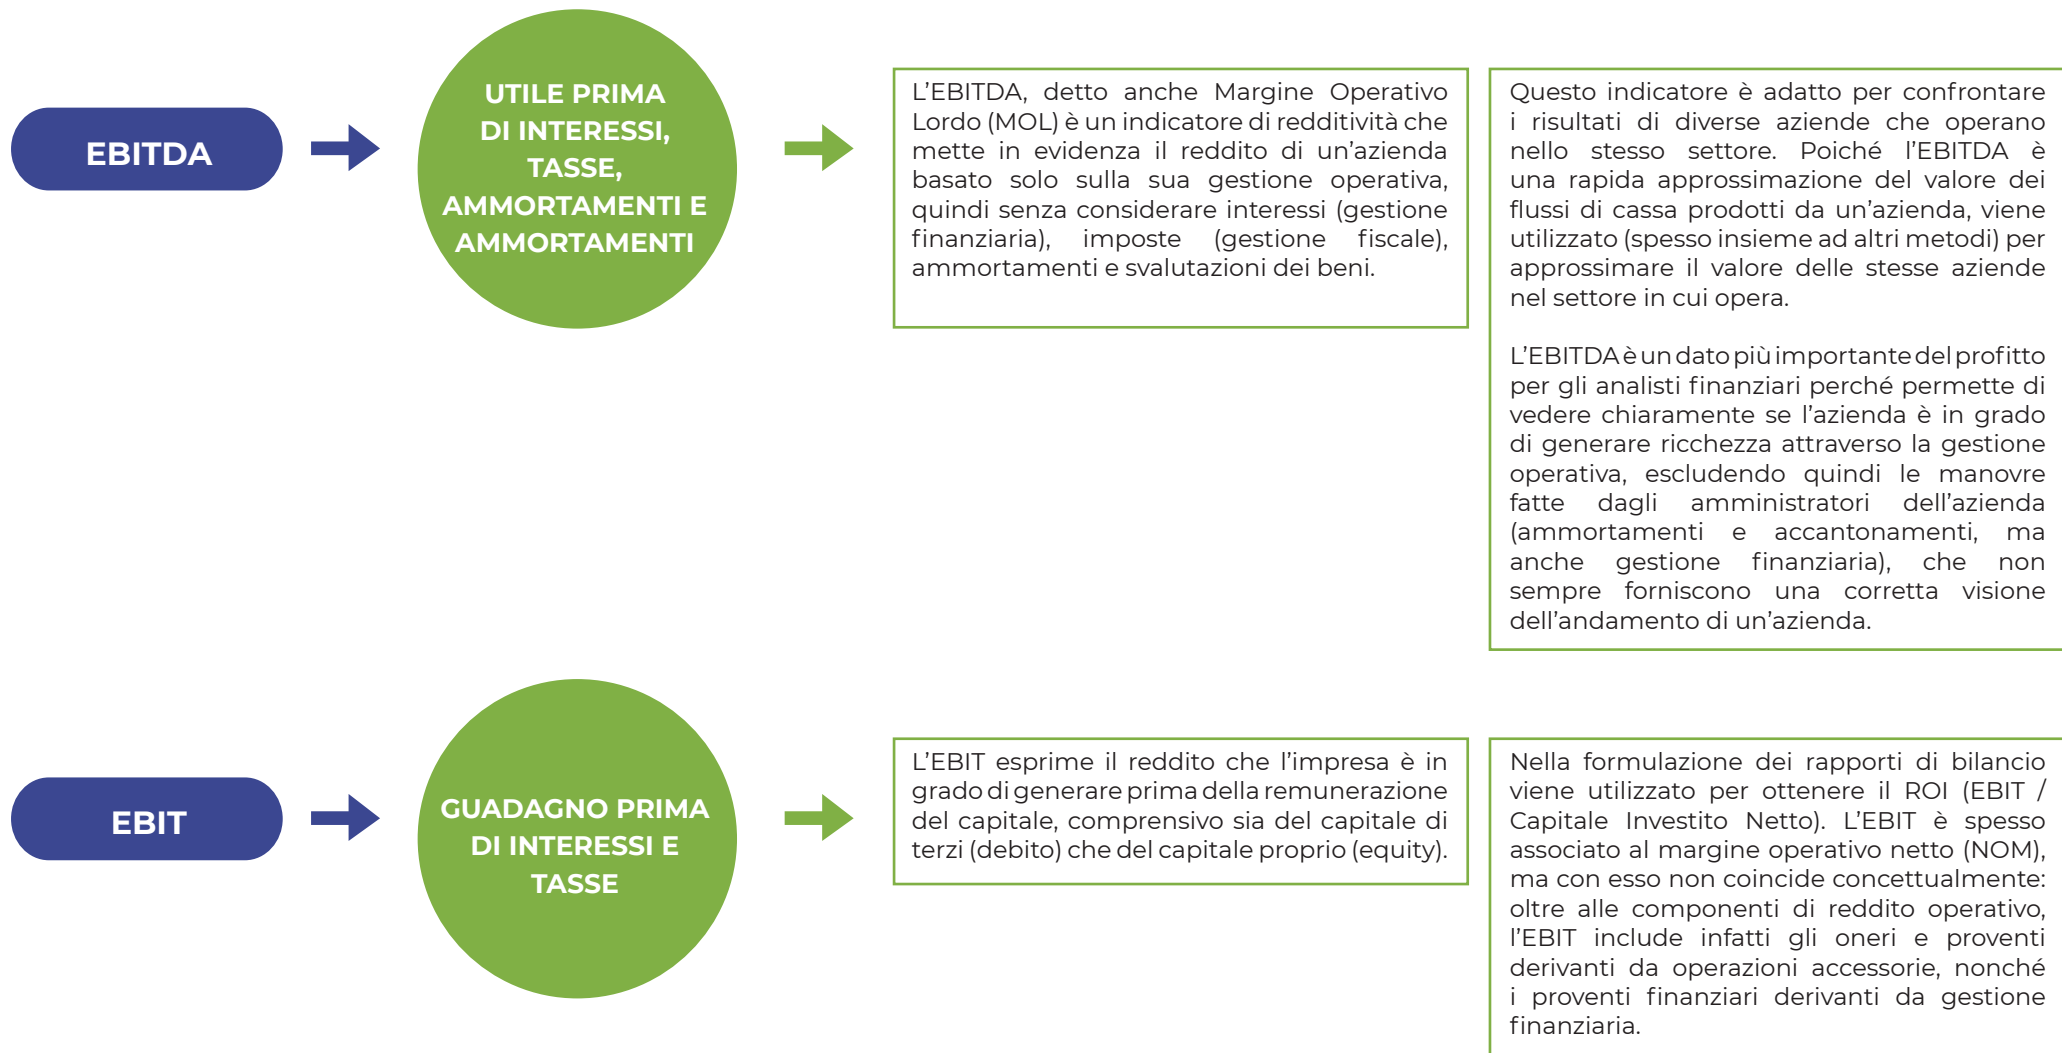 EBITDA
UTILE PRIMA
DI INTERESSI,
TASSE,
AMMORTAMENTI E
AMMORTAMENTI
L’EBITDA, detto anche Margine Operativo
Lordo (MOL) è un indicatore di redditività che
mette in evidenza il reddito di un’azienda
basato solo sulla sua gestione operativa,
quindi senza considerare interessi (gestione
finanziaria), imposte (gestione fiscale),
ammortamenti e svalutazioni dei beni.
Questo indicatore è adatto per confrontare
i risultati di diverse aziende che operano
nello stesso settore. Poiché l’EBITDA è
una rapida approssimazione del valore dei
flussi di cassa prodotti da un’azienda, viene
utilizzato (spesso insieme ad altri metodi) per
approssimare il valore delle stesse aziende
nel settore in cui opera.
L’EBITDA è un dato più importante del profitto
per gli analisti finanziari perché permette di
vedere chiaramente se l’azienda è in grado
di generare ricchezza attraverso la gestione
operativa, escludendo quindi le manovre
fatte dagli amministratori dell’azienda
(ammortamenti e accantonamenti, ma
anche gestione finanziaria), che non
sempre forniscono una corretta visione
dell’andamento di un’azienda.
EBIT
GUADAGNO PRIMA
DI INTERESSI E
TASSE
L’EBIT esprime il reddito che l’impresa è in
grado di generare prima della remunerazione
del capitale, comprensivo sia del capitale di
terzi (debito) che del capitale proprio (equity).
Nella formulazione dei rapporti di bilancio
viene utilizzato per ottenere il ROI (EBIT /
Capitale Investito Netto). L’EBIT è spesso
associato al margine operativo netto (NOM),
ma con esso non coincide concettualmente:
oltre alle componenti di reddito operativo,
l’EBIT include infatti gli oneri e proventi
derivanti da operazioni accessorie, nonché
i proventi finanziari derivanti da gestione
finanziaria.